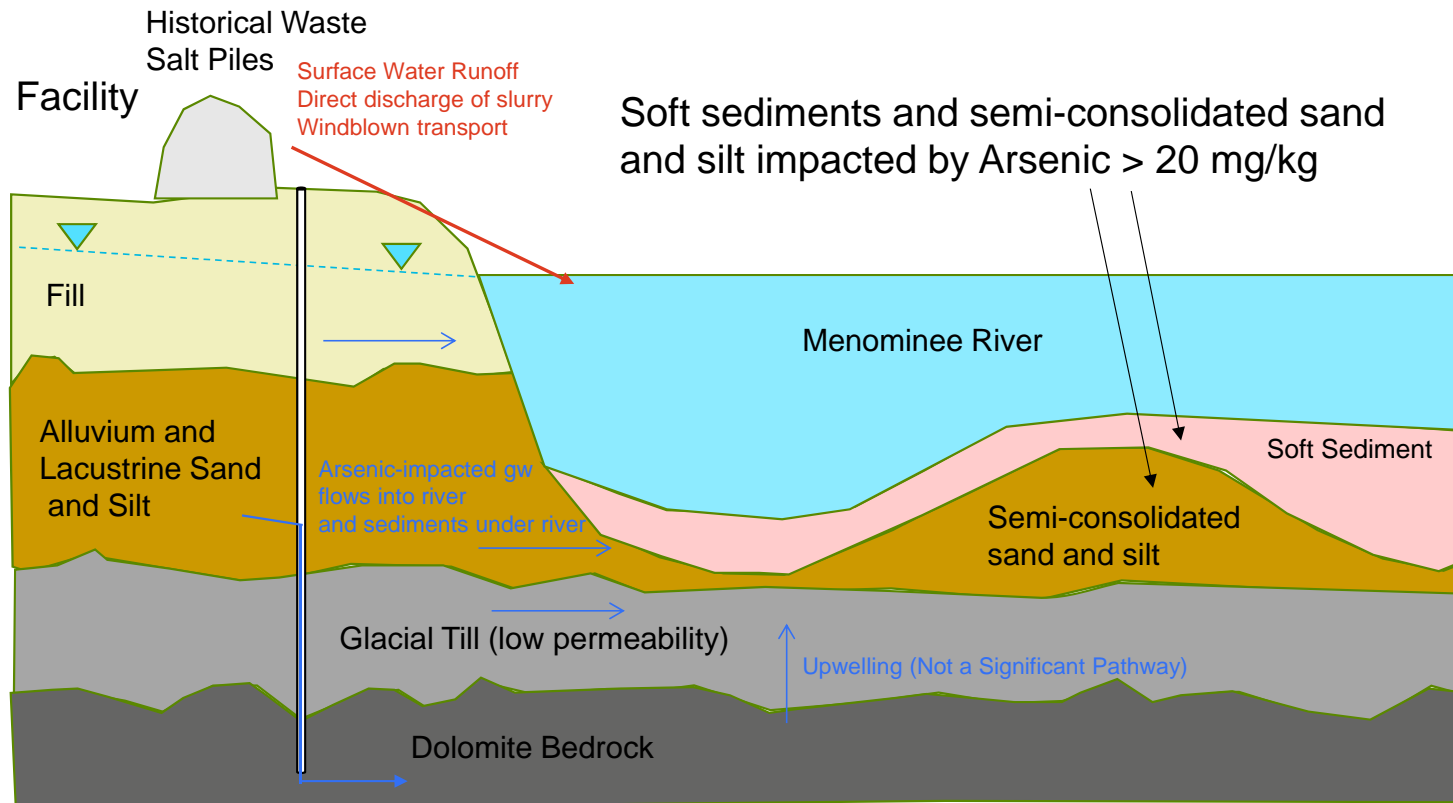 Historical Waste
Salt Piles
Facility
Surface Water Runoff
Direct discharge of slurry
Windblown transport
Soft sediments and semi-consolidated sand
and silt impacted by Arsenic > 20 mg/kg
Fill
Menominee River
Alluvium and
Lacustrine Sand
and Silt
Arsenic-impacted gw
flows into river
and sediments under river
Soft Sediment
Semi-consolidated
sand and silt
Glacial Till (low permeability)
Upwelling (Not a Significant Pathway)
Dolomite Bedrock